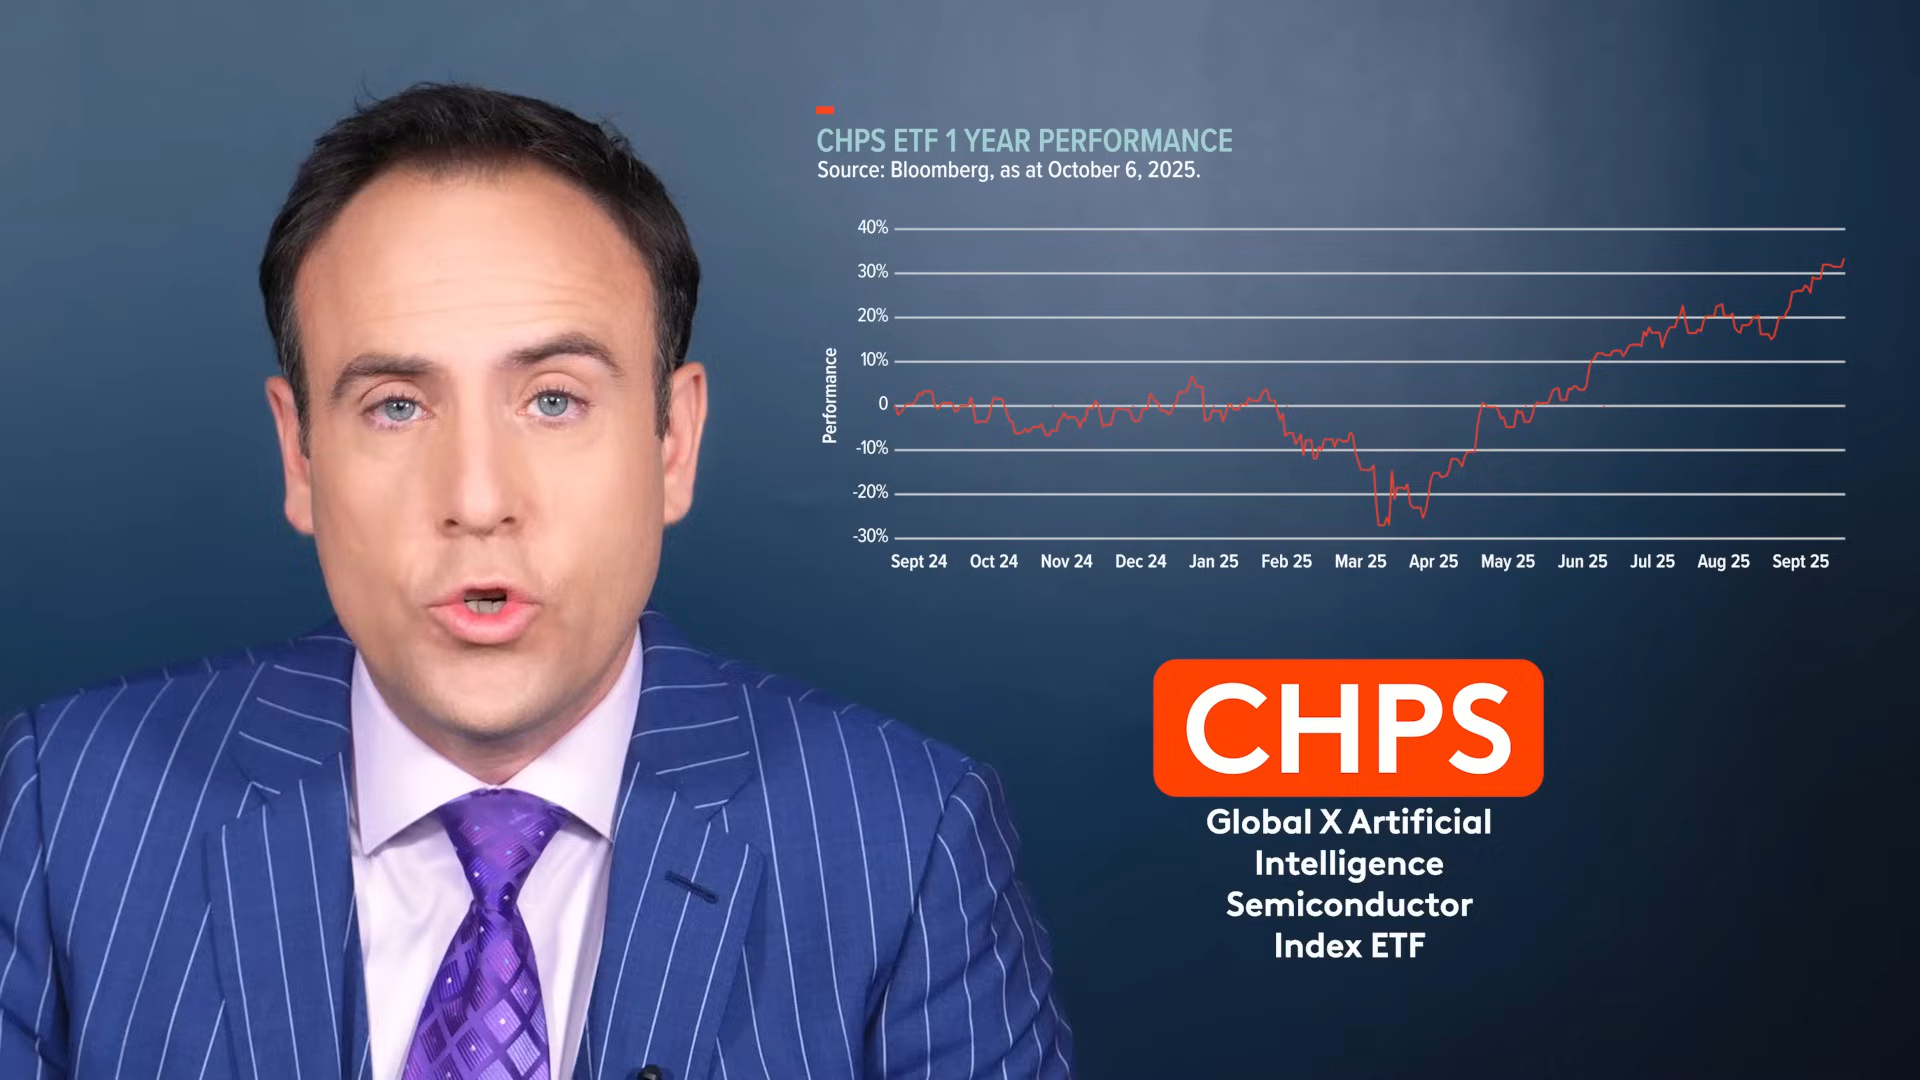 CHPS ETF 1 YEAR PERFORMANCE
Source: Bloomberg, as at October 6, 2025.
Performance
40%
30%
20%
10%
0
-10%
-20%
-30%
Sept 24 Oct 24 Nov 24 Dec 24 Jan 25 Feb 25 Mar 25 Apr 25 May 25 Jun 25 Jul 25 Aug 25 Sept 25
CHPS
Global X Artificial
Intelligence
Semiconductor
Index ETF